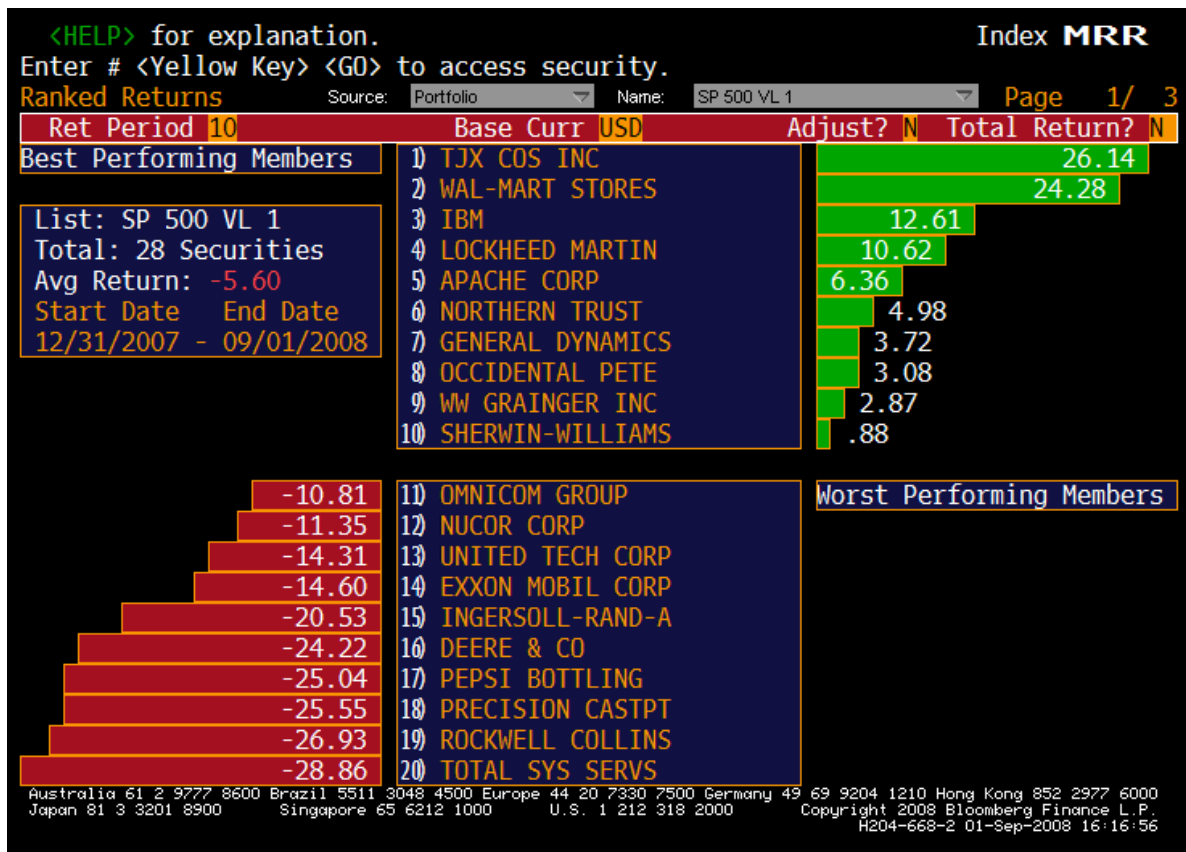 <HELP> for explanation. Index MRR
Enter # <Yellow Key> <GO> to access security.
Ranked Returns Source: Portfolio Name: SP 500 VL 1 Page 1/ 3
Ret Period 10 Base Curr USD Adjust? N Total Return? N
Best Performing Members
List: SP 500 VL 1
Total: 28 Securities
Avg Return: -5.60
Start Date End Date
12/31/2007 - 09/01/2008
1) TJX COS INC 26.14
2) WAL-MART STORES 24.28
3) IBM 12.61
4) LOCKHEED MARTIN 10.62
5) APACHE CORP 6.36
6) NORTHERN TRUST 4.98
7) GENERAL DYNAMICS 3.72
8) OCCIDENTAL PETE 3.08
9) WW GRAINGER INC 2.87
10) SHERWIN-WILLIAMS .88
Worst Performing Members
-10.81 11) OMNICOM GROUP
-11.35 12) NUCOR CORP
-14.31 13) UNITED TECH CORP
-14.60 14) EXXON MOBIL CORP
-20.53 15) INGERSOLL-RAND-A
-24.22 16) DEERE & CO
-25.04 17) PEPSI BOTTLING
-25.55 18) PRECISION CASTPT
-26.93 19) ROCKWELL COLLINS
-28.86 20) TOTAL SYS SERVS
Australia 61 2 9777 8600 Brazil 5511 3048 4500 Europe 44 20 7330 7500 Germany 49 69 9204 1210 Hong Kong 852 2977 6000
Japan 81 3 3201 8900 Singapore 65 6212 1000 U.S. 1 212 318 2000 Copyright 2008 Bloomberg Finance L.P.
H204-668-2 01-Sep-2008 16:16:56